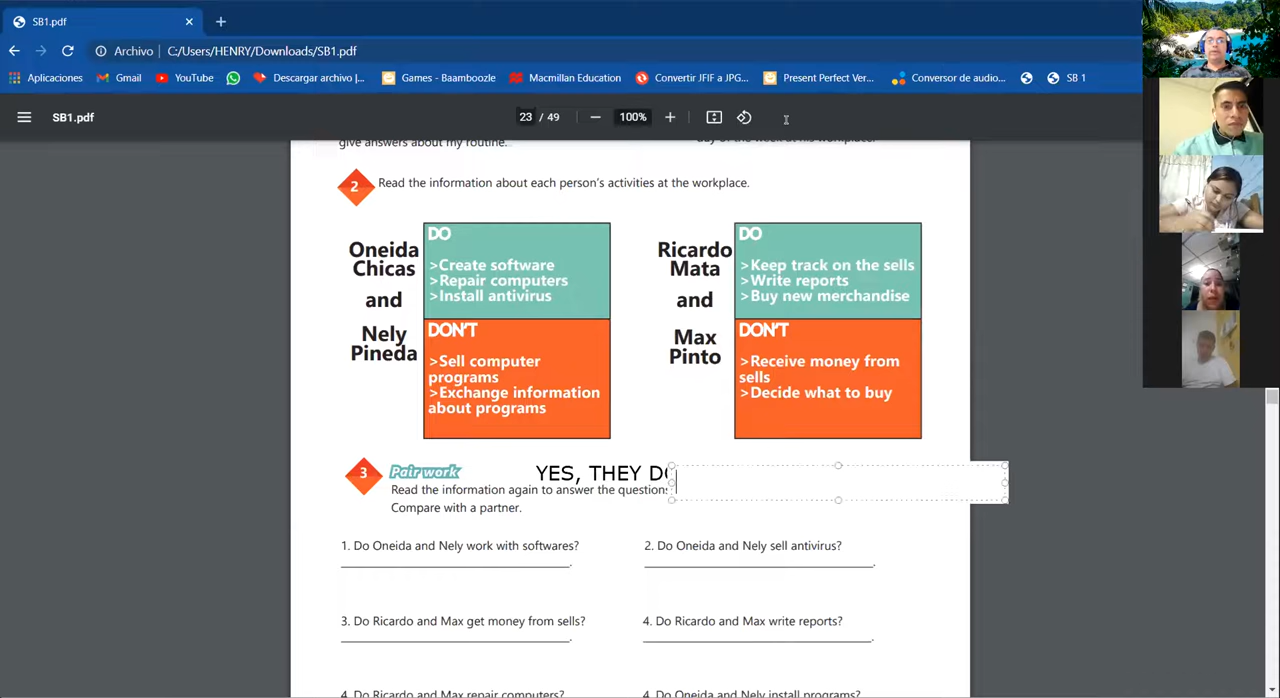 SB1.pdf
Archivo
C:/Users/HENRY/Downloads/SB1.pdf
Aplicaciones
Gmail
YouTube
Descargar archivo |...
Games - Baamboozle
Macmillan Education
Convertir JFIF a JPG...
Present Perfect Ver...
Conversor de audio...
SB 1
SB1.pdf
23 / 49
100%
give answers about my routine.
day of the week at his workplace.
2
Read the information about each person's activities at the workplace.
Oneida
Chicas
and
Nely
Pineda
DO
>Create software
>Repair computers
>Install antivirus
DON'T
>Sell computer
programs
>Exchange information
about programs
Ricardo
Mata
and
Max
Pinto
DO
>Keep track on the sells
>Write reports
>Buy new merchandise
DON'T
>Receive money from
sells
>Decide what to buy
3
Pair work
YES, THEY DO
Read the information again to answer the questions
Compare with a partner.
1. Do Oneida and Nely work with softwares?
2. Do Oneida and Nely sell antivirus?
3. Do Ricardo and Max get money from sells?
4. Do Ricardo and Max write reports?
4. Do Ricardo and Max repair computers?
4. Do Oneida and Nely install programs?